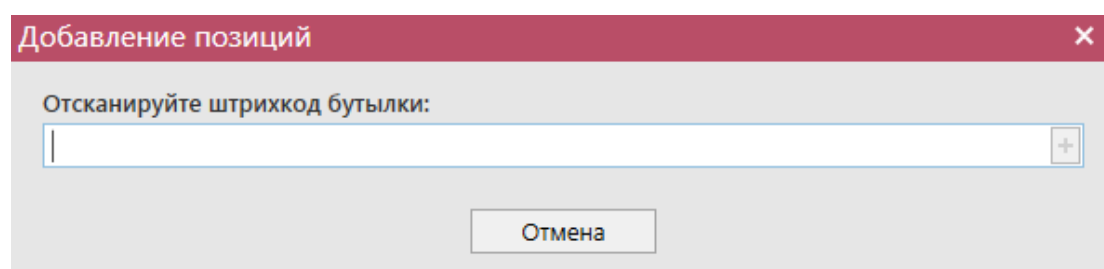 Добавление позиций
Отсканируйте штрихкод бутылки:
Отмена